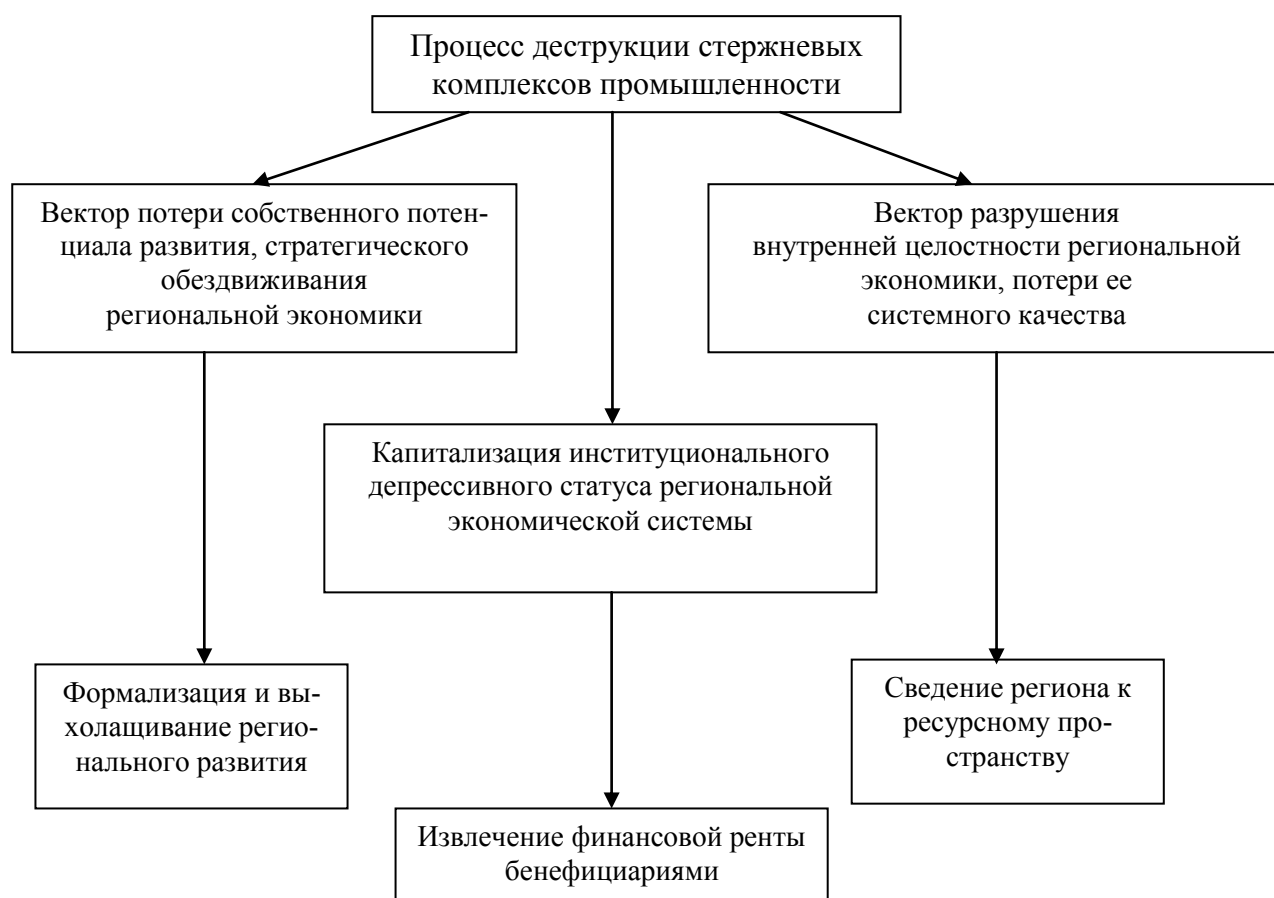 Процесс деструкции стержневых
комплексов промышленности
Вектор потери собственного потен-
циала развития, стратегического
обездвиживания
региональной экономики
Вектор разрушения
внутренней целостности региональной
экономики, потери ее
системного качества
Капитализация институционального
депрессивного статуса региональной
экономической системы
Формализация и вы-
холащивание регио-
нального развития
Сведение региона к
ресурсному про-
странству
Извлечение финансовой ренты
бенефициариями